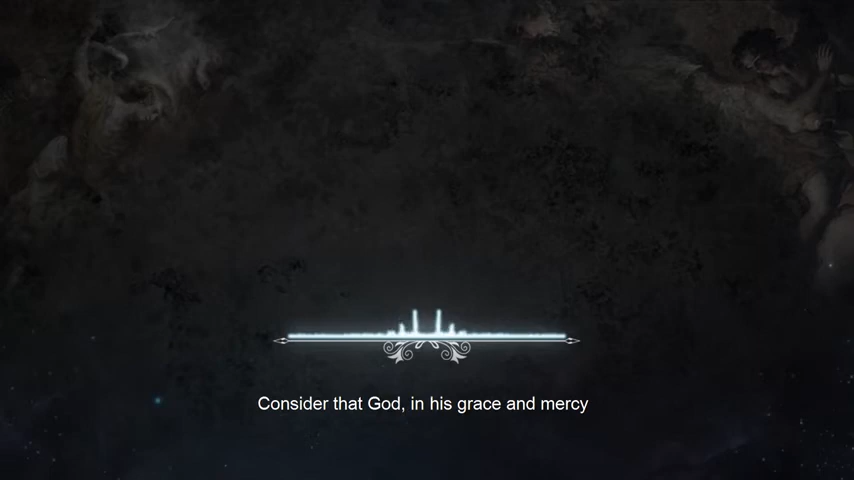 Consider that God, in his grace and mercy